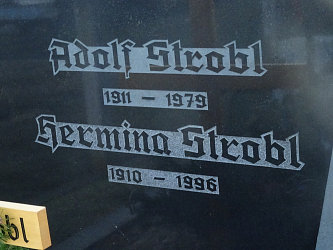 Adolf Strobl
1911 – 1979
Hermina Strobl
1910 – 1996